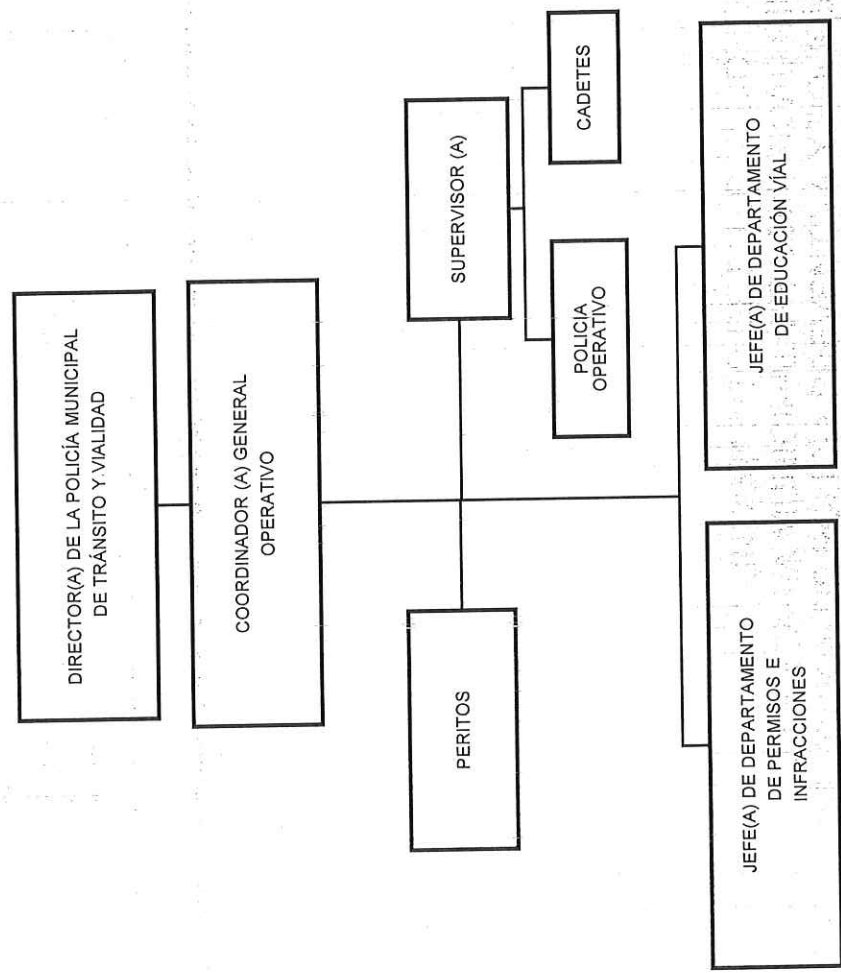 DIRECTOR(A) DE LA POLICÍA MUNICIPAL
DE TRÁNSITO Y VIALIDAD
COORDINADOR (A) GENERAL
OPERATIVO
PERITOS
SUPERVISOR (A)
POLICIA
OPERATIVO
CADETES
JEFE(A) DE DEPARTAMENTO
DE PERMISOS E
INFRACCIONES
JEFE(A) DE DEPARTAMENTO
DE EDUCACIÓN VÍAL